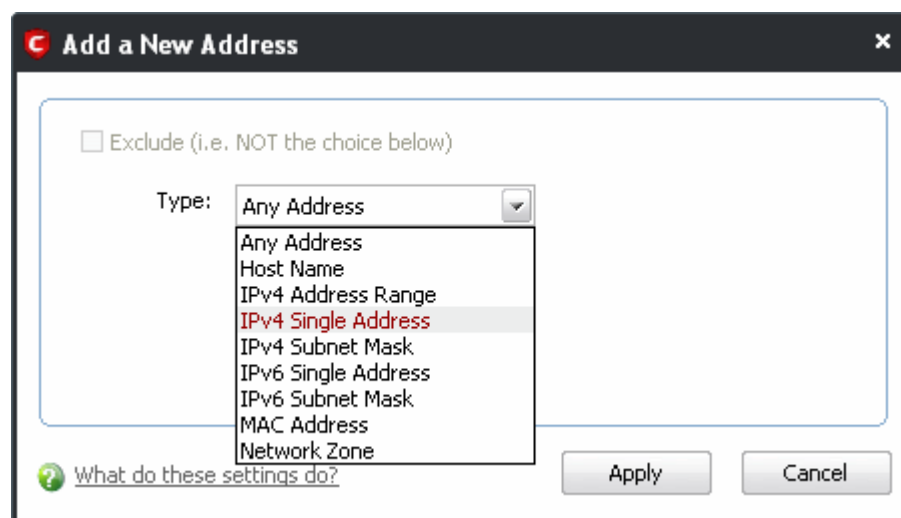 C Add a New Address
Exclude (i.e. NOT the choice below)
Type: Any Address
Any Address
Host Name
IPv4 Address Range
IPv4 Single Address
IPv4 Subnet Mask
IPv6 Single Address
IPv6 Subnet Mask
MAC Address
Network Zone
? What do these settings do?
Apply
Cancel